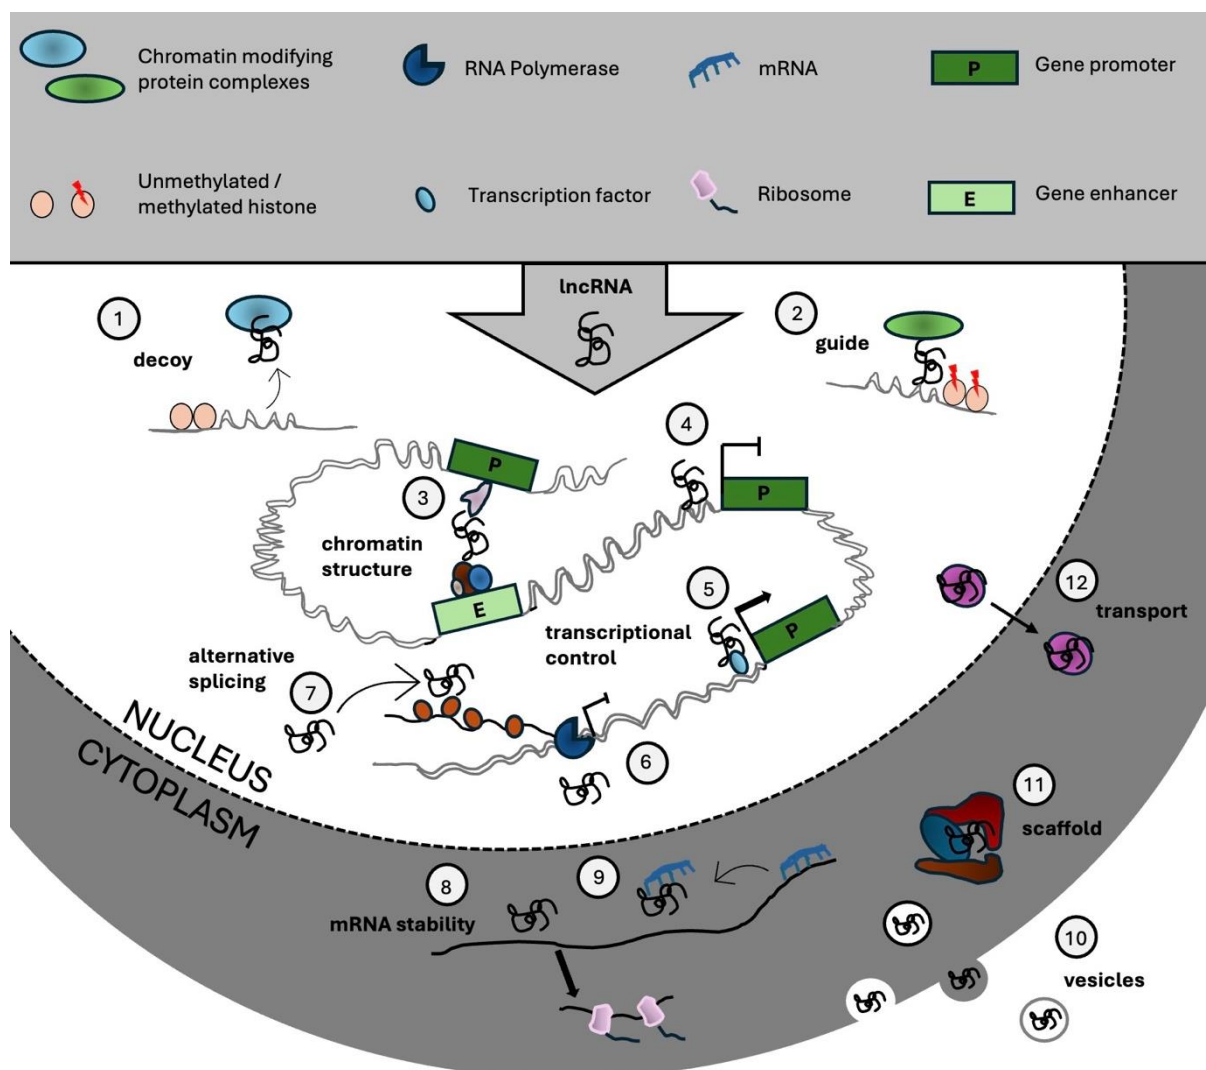 Chromatin modifying
protein complexes
RNA Polymerase
mRNA
P
Gene promoter
Unmethylated /
methylated histone
Transcription factor
Ribosome
E
Gene enhancer
lncRNA
1
decoy
2
guide
3
P
chromatin
structure
E
4
P
5
P
transcriptional
control
6
alternative
splicing
7
NUCLEUS
CYTOPLASM
12
transport
11
scaffold
8
mRNA stability
9
10
vesicles